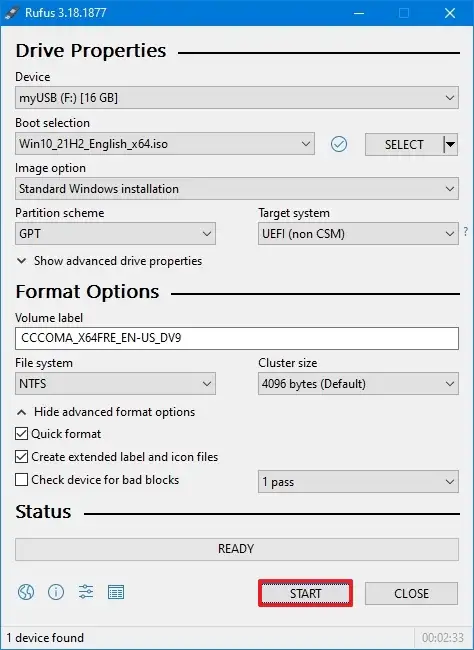 Rufus 3.18.1877
Drive Properties
Device
myUSB (F:) [16 GB]
Boot selection
Win10_21H2_English_x64.iso
SELECT
Image option
Standard Windows installation
Partition scheme
Target system
GPT
UEFI (non CSM)
?
Show advanced drive properties
Format Options
Volume label
CCCOMA_X64FRE_EN-US_DV9
File system
Cluster size
NTFS
4096 bytes (Default)
Hide advanced format options
Quick format
Create extended label and icon files
Check device for bad blocks
1 pass
Status
READY
START
CLOSE
1 device found
00:02:33